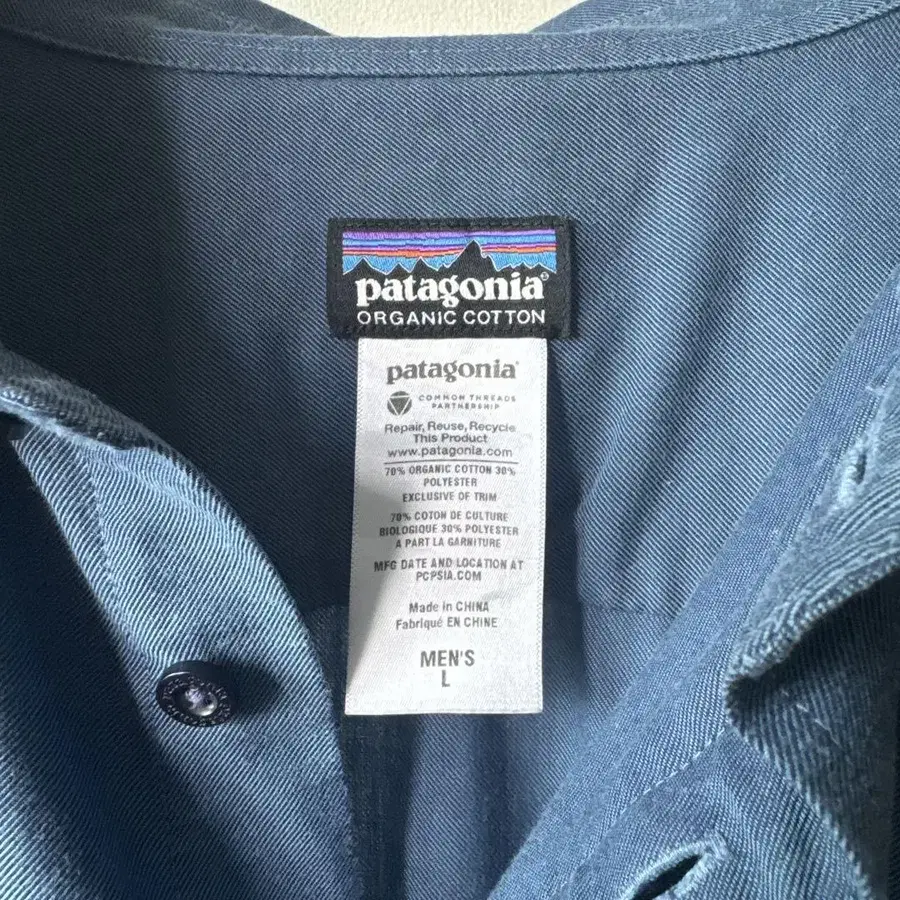 patagonia®
ORGANIC COTTON
patagonia®
COMMON THREADS
PARTNERSHIP
Repair, Reuse, Recycle
This Product
www.patagonia.com
70% ORGANIC COTTON 30%
POLYESTER
EXCLUSIVE OF TRIM
70% COTON DE CULTURE
BIOLOGIQUE 30% POLYESTER
A PART LA GARNITURE
MFG DATE AND LOCATION AT
PCPSIA.COM
Made in CHINA
Fabriqué EN CHINE
MEN'S
L